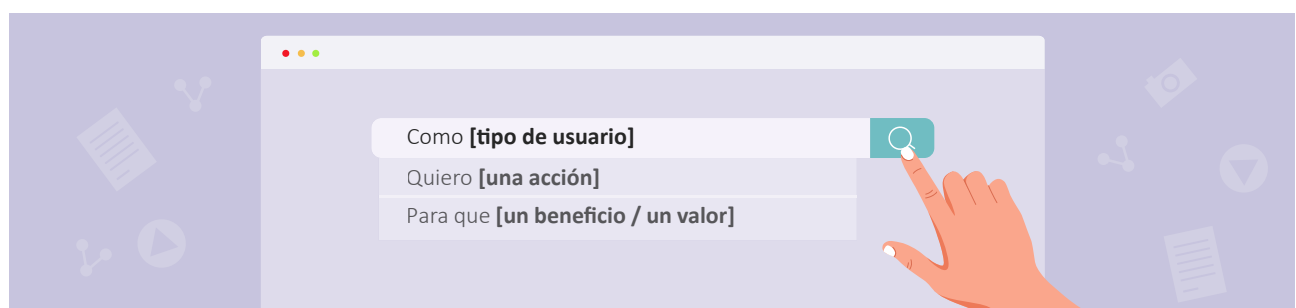 Como [tipo de usuario]
Quiero [una acción]
Para que [un beneficio / un valor]